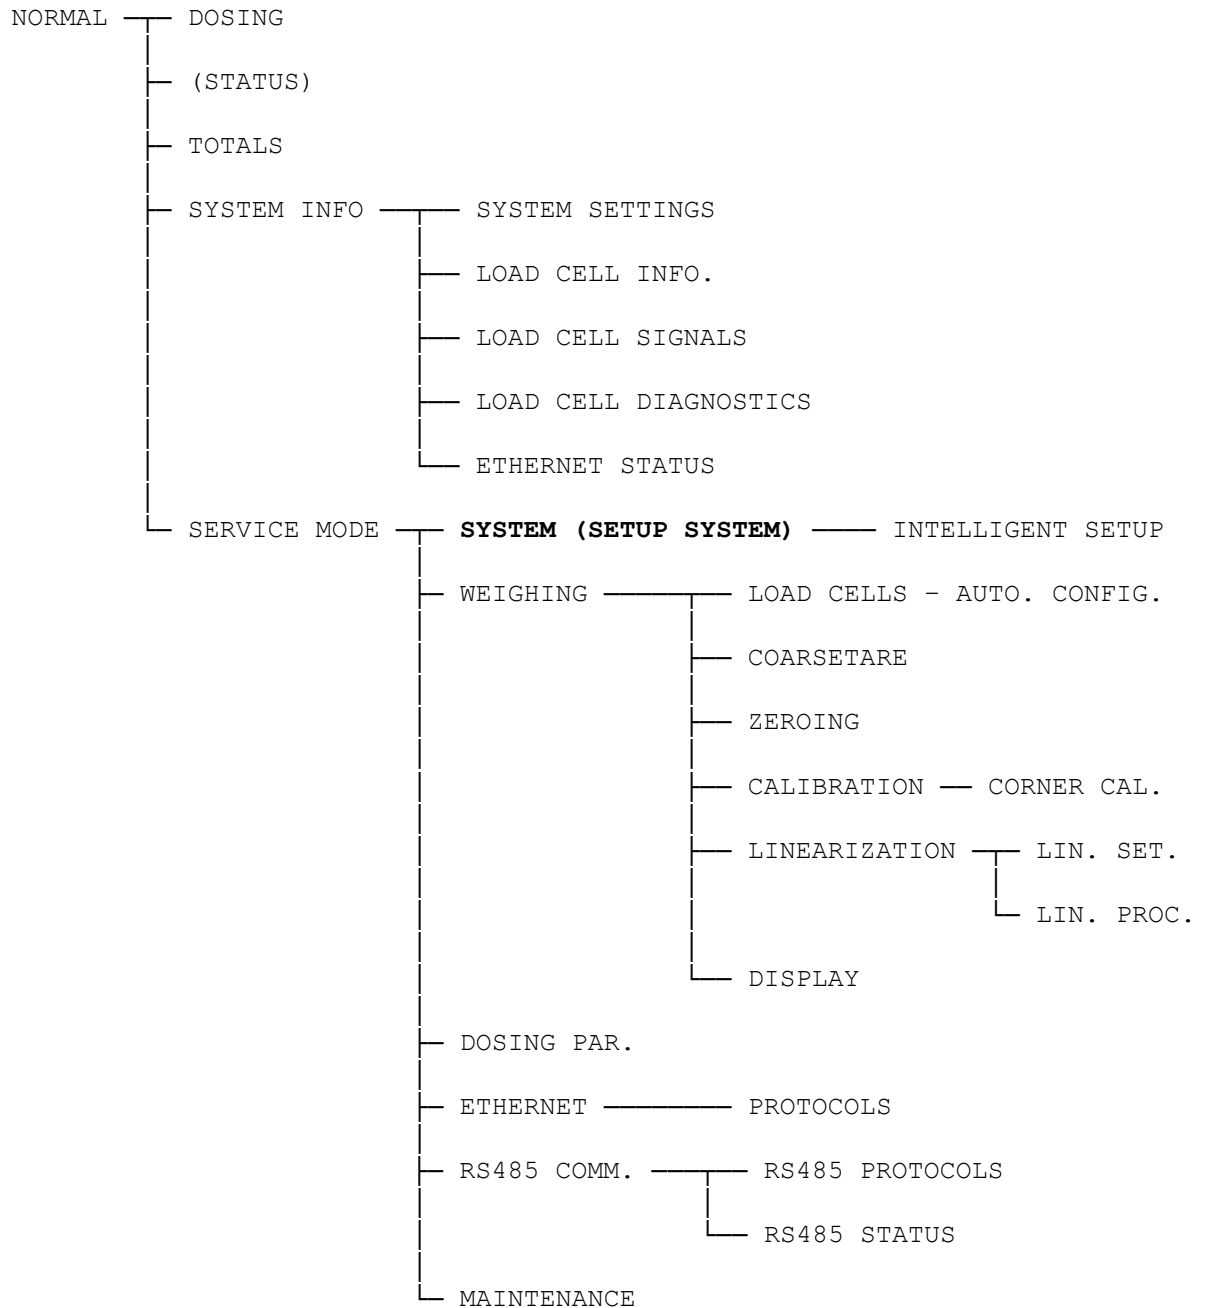 NORMAL DOSING
(STATUS)
TOTALS
SYSTEM INFO SYSTEM SETTINGS
LOAD CELL INFO.
LOAD CELL SIGNALS
LOAD CELL DIAGNOSTICS
ETHERNET STATUS
SERVICE MODE SYSTEM (SETUP SYSTEM) INTELLIGENT SETUP
WEIGHING LOAD CELLS – AUTO. CONFIG.
COARSETARE
ZEROING
CALIBRATION CORNER CAL.
LINEARIZATION LIN. SET.
LIN. PROC.
DISPLAY
DOSING PAR.
ETHERNET PROTOCOLS
RS485 COMM. RS485 PROTOCOLS
RS485 STATUS
MAINTENANCE